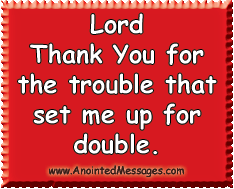 Lord
Thank You for
the trouble that
set me up for
double.
www.AnointedMessages.com